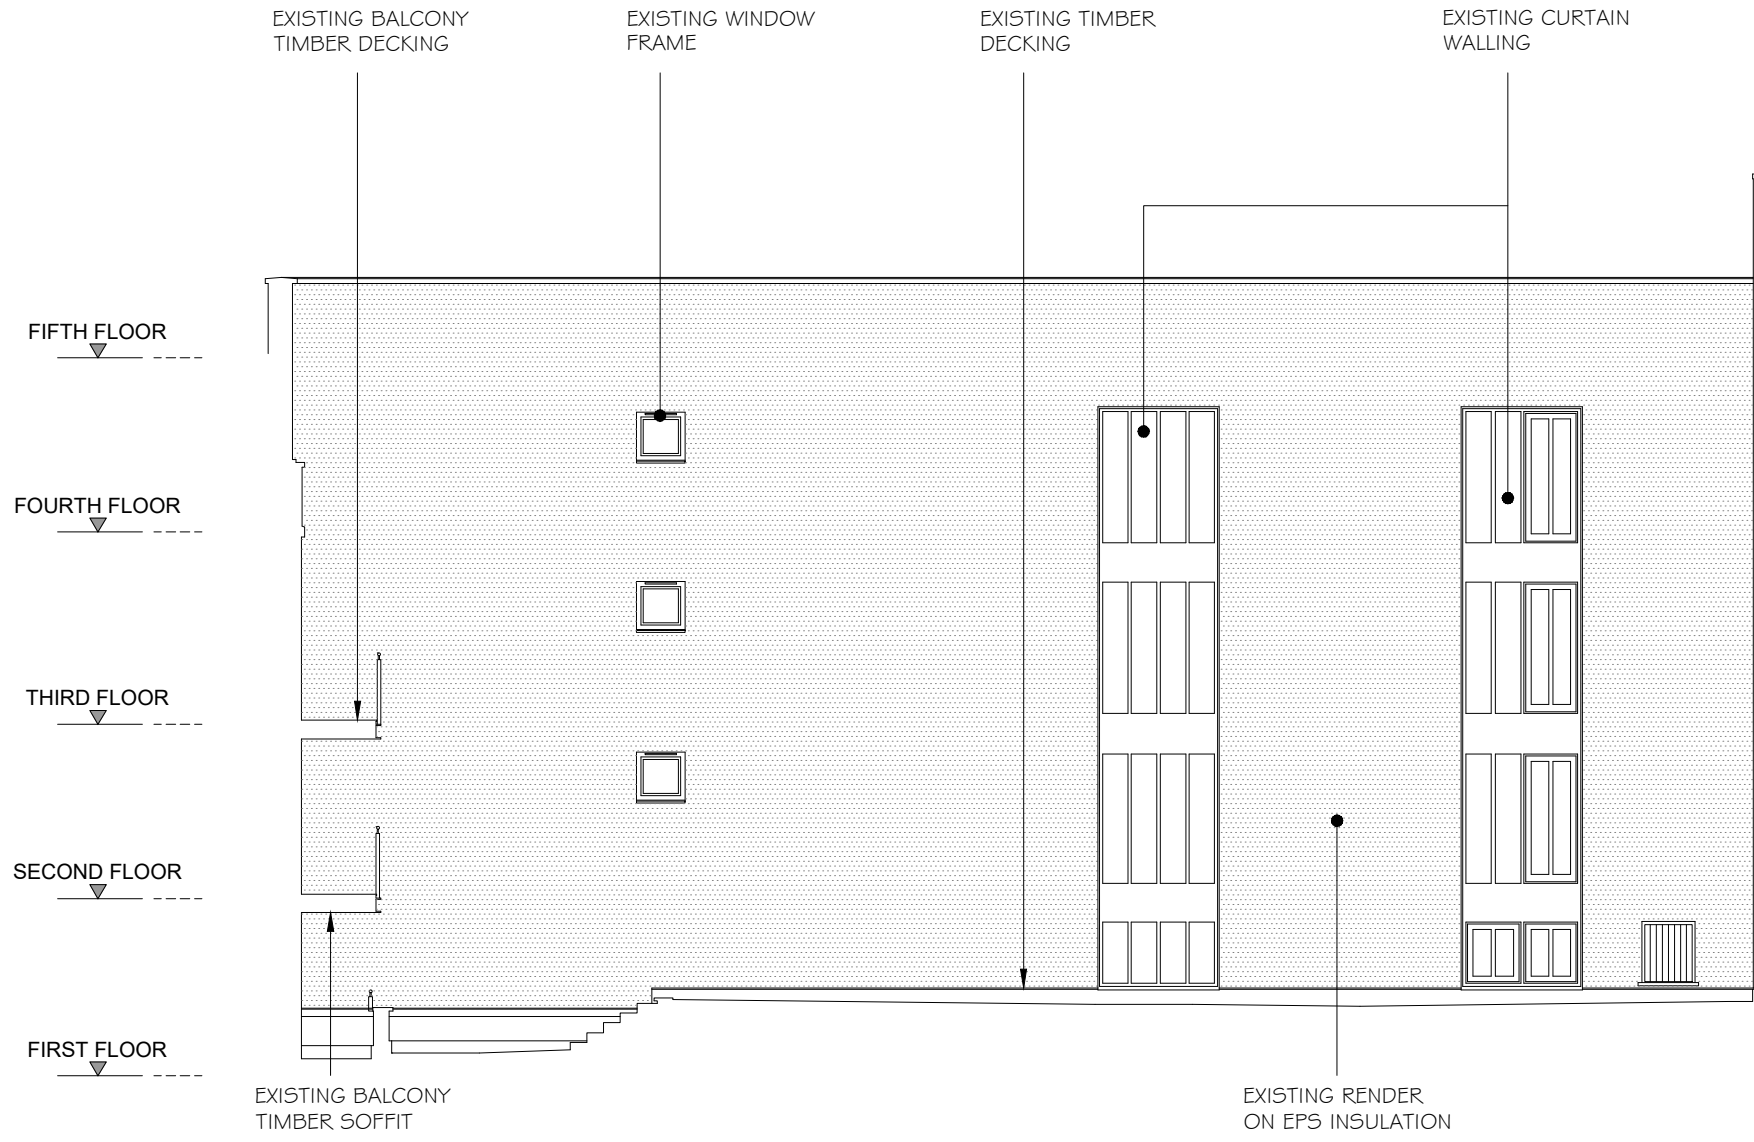 EXISTING BALCONY
TIMBER DECKING
EXISTING WINDOW
FRAME
EXISTING TIMBER
DECKING
EXISTING CURTAIN
WALLING
FIFTH FLOOR
FOURTH FLOOR
THIRD FLOOR
SECOND FLOOR
FIRST FLOOR
EXISTING BALCONY
TIMBER SOFFIT
EXISTING RENDER
ON EPS INSULATION